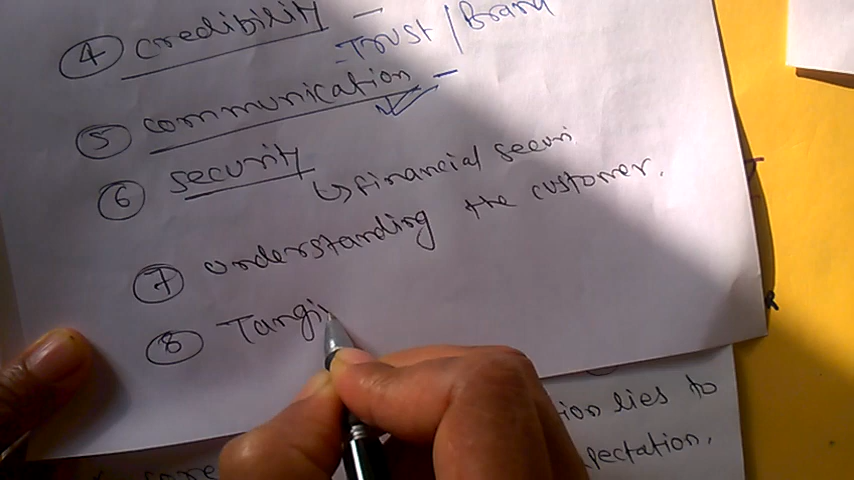 ④ credibility -
-Trust / Brand
⑤ communication -
⑥ security
↳ Financial securi
⑦ understanding the customer.
⑧ Tangi
ion lies to
pectation.